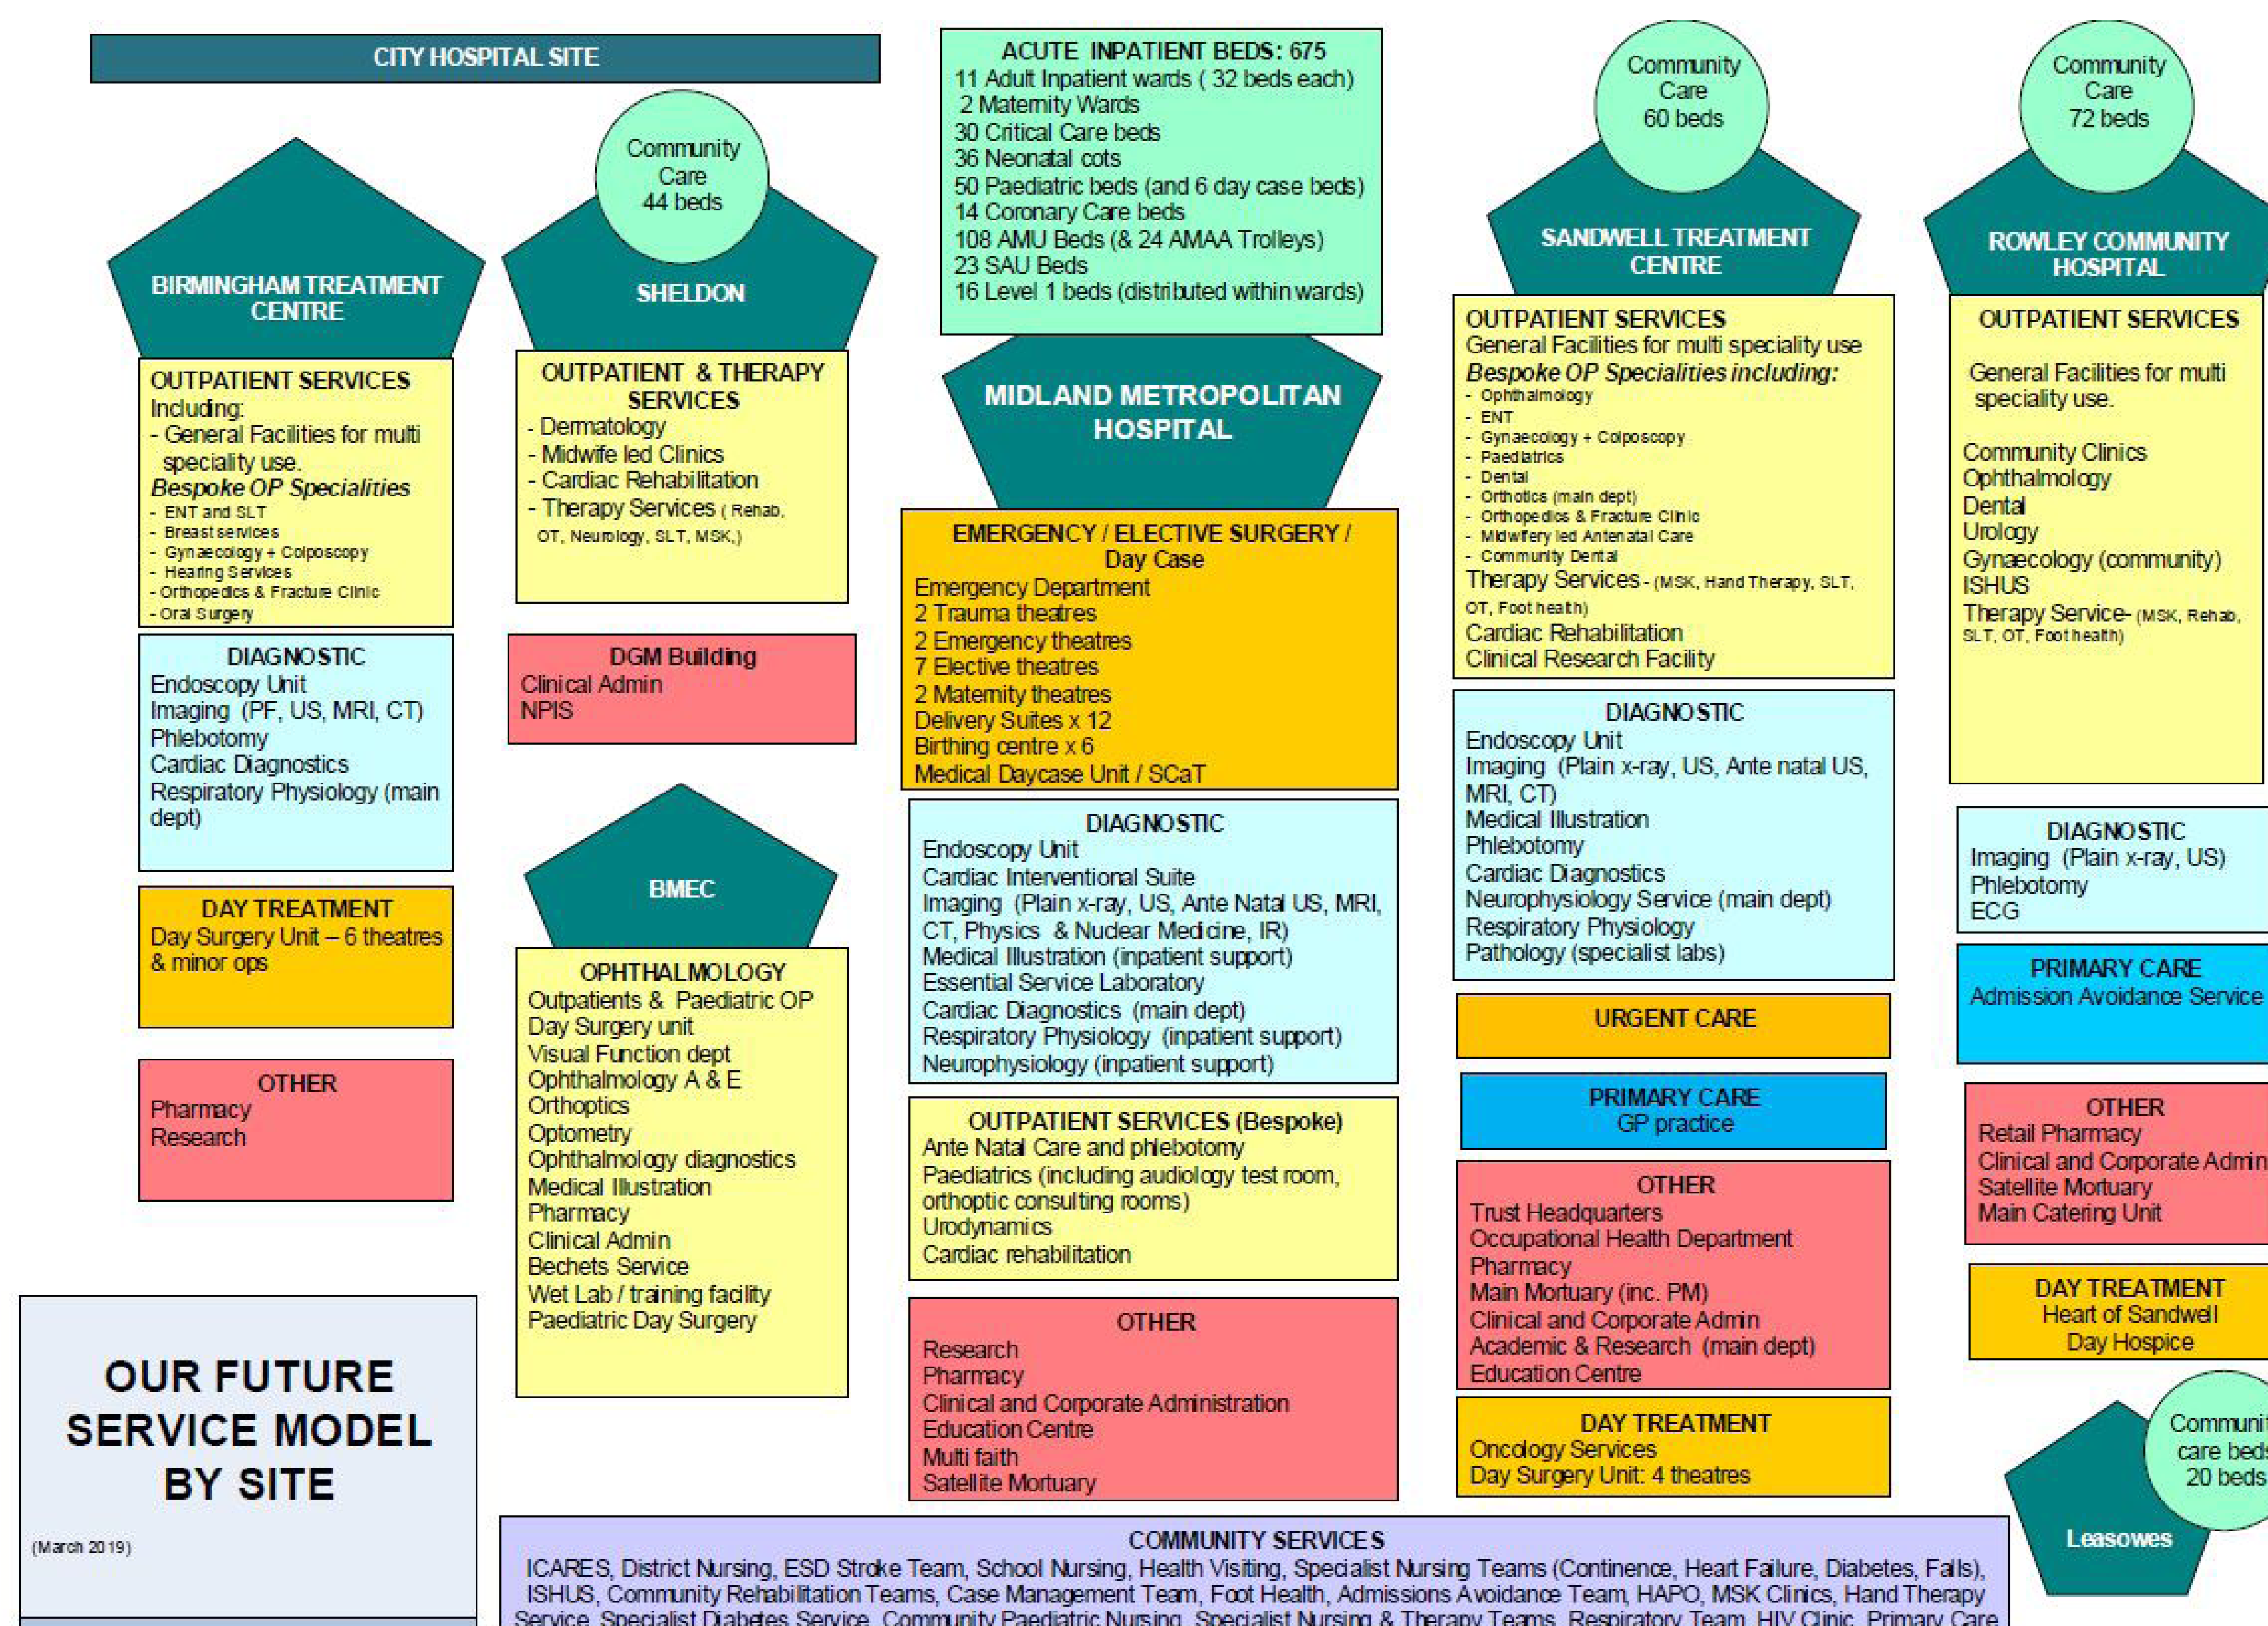 CITY HOSPITAL SITE
BIRMINGHAM TREATMENT
CENTRE
OUTPATIENT SERVICES
Including:
- General Facilities for multi
speciality use.
Bespoke OP Specialities
- ENT and SLT
- Breast services
- Gynaecology + Colposcopy
- Hearing Services
- Orthopedics & Fracture Clinic
- Oral Surgery
DIAGNOSTIC
Endoscopy Unit
Imaging (PF, US, MRI, CT)
Phlebotomy
Cardiac Diagnostics
Respiratory Physiology (main
dept)
DAY TREATMENT
Day Surgery Unit – 6 theatres
& minor ops
OTHER
Pharmacy
Research
OUR FUTURE
SERVICE MODEL
BY SITE
(March 2019)
Community
Care
44 beds
SHELDON
OUTPATIENT & THERAPY
SERVICES
- Dermatology
- Midwife led Clinics
- Cardiac Rehabilitation
- Therapy Services ( Rehab,
OT, Neurology, SLT, MSK,)
DGM Building
Clinical Admin
NPIS
BMEC
OPHTHALMOLOGY
Outpatients & Paediatric OP
Day Surgery unit
Visual Function dept
Ophthalmology A & E
Orthoptics
Optometry
Ophthalmology diagnostics
Medical Illustration
Pharmacy
Clinical Admin
Bechets Service
Wet Lab / training facility
Paediatric Day Surgery
ACUTE INPATIENT BEDS: 675
11 Adult Inpatient wards ( 32 beds each)
2 Maternity Wards
30 Critical Care beds
36 Neonatal cots
50 Paediatric beds (and 6 day case beds)
14 Coronary Care beds
108 AMU Beds (& 24 AMAA Trolleys)
23 SAU Beds
16 Level 1 beds (distributed within wards)
MIDLAND METROPOLITAN
HOSPITAL
EMERGENCY / ELECTIVE SURGERY /
Day Case
Emergency Department
2 Trauma theatres
2 Emergency theatres
7 Elective theatres
2 Maternity theatres
Delivery Suites x 12
Birthing centre x 6
Medical Daycase Unit / SCaT
DIAGNOSTIC
Endoscopy Unit
Cardiac Interventional Suite
Imaging (Plain x-ray, US, Ante Natal US, MRI,
CT, Physics & Nuclear Medicine, IR)
Medical Illustration (inpatient support)
Essential Service Laboratory
Cardiac Diagnostics (main dept)
Respiratory Physiology (inpatient support)
Neurophysiology (inpatient support)
OUTPATIENT SERVICES (Bespoke)
Ante Natal Care and phlebotomy
Paediatrics (including audiology test room,
orthoptic consulting rooms)
Urodynamics
Cardiac rehabilitation
OTHER
Research
Pharmacy
Clinical and Corporate Administration
Education Centre
Multi faith
Satellite Mortuary
Community
Care
60 beds
SANDWELL TREATMENT
CENTRE
OUTPATIENT SERVICES
General Facilities for multi speciality use
Bespoke OP Specialities including:
- Ophthalmology
- ENT
- Gynaecology + Colposcopy
- Paediatrics
- Dental
- Orthotics (main dept)
- Orthopedics & Fracture Clinic
- Midwifery led Antenatal Care
- Community Dental
Therapy Services - (MSK, Hand Therapy, SLT,
OT, Foot health)
Cardiac Rehabilitation
Clinical Research Facility
DIAGNOSTIC
Endoscopy Unit
Imaging (Plain x-ray, US, Ante natal US,
MRI, CT)
Medical Illustration
Phlebotomy
Cardiac Diagnostics
Neurophysiology Service (main dept)
Respiratory Physiology
Pathology (specialist labs)
URGENT CARE
PRIMARY CARE
GP practice
OTHER
Trust Headquarters
Occupational Health Department
Pharmacy
Main Mortuary (inc. PM)
Clinical and Corporate Admin
Academic & Research (main dept)
Education Centre
DAY TREATMENT
Oncology Services
Day Surgery Unit: 4 theatres
Community
Care
72 beds
ROWLEY COMMUNITY
HOSPITAL
OUTPATIENT SERVICES
General Facilities for multi
speciality use.
Community Clinics
Ophthalmology
Dental
Urology
Gynaecology (community)
ISHUS
Therapy Service- (MSK, Rehab,
SLT, OT, Foot health)
DIAGNOSTIC
Imaging (Plain x-ray, US)
Phlebotomy
ECG
PRIMARY CARE
Admission Avoidance Service
OTHER
Retail Pharmacy
Clinical and Corporate Admin
Satellite Mortuary
Main Catering Unit
DAY TREATMENT
Heart of Sandwell
Day Hospice
care
20 beds
Leasowes
COMMUNITY SERVICES
ICARES, District Nursing, ESD Stroke Team, School Nursing, Health Visiting, Specialist Nursing Teams (Continence, Heart Failure, Diabetes, Falls),
ISHUS, Community Rehabilitation Teams, Case Management Team, Foot Health, Admissions Avoidance Team, HAPO, MSK Clinics, Hand Therapy
Service, Specialist Diabetes Service, Community Paediatric Nursing, Specialist Nursing & Therapy Teams, Respiratory Team, HIV Clinic, Primary Care